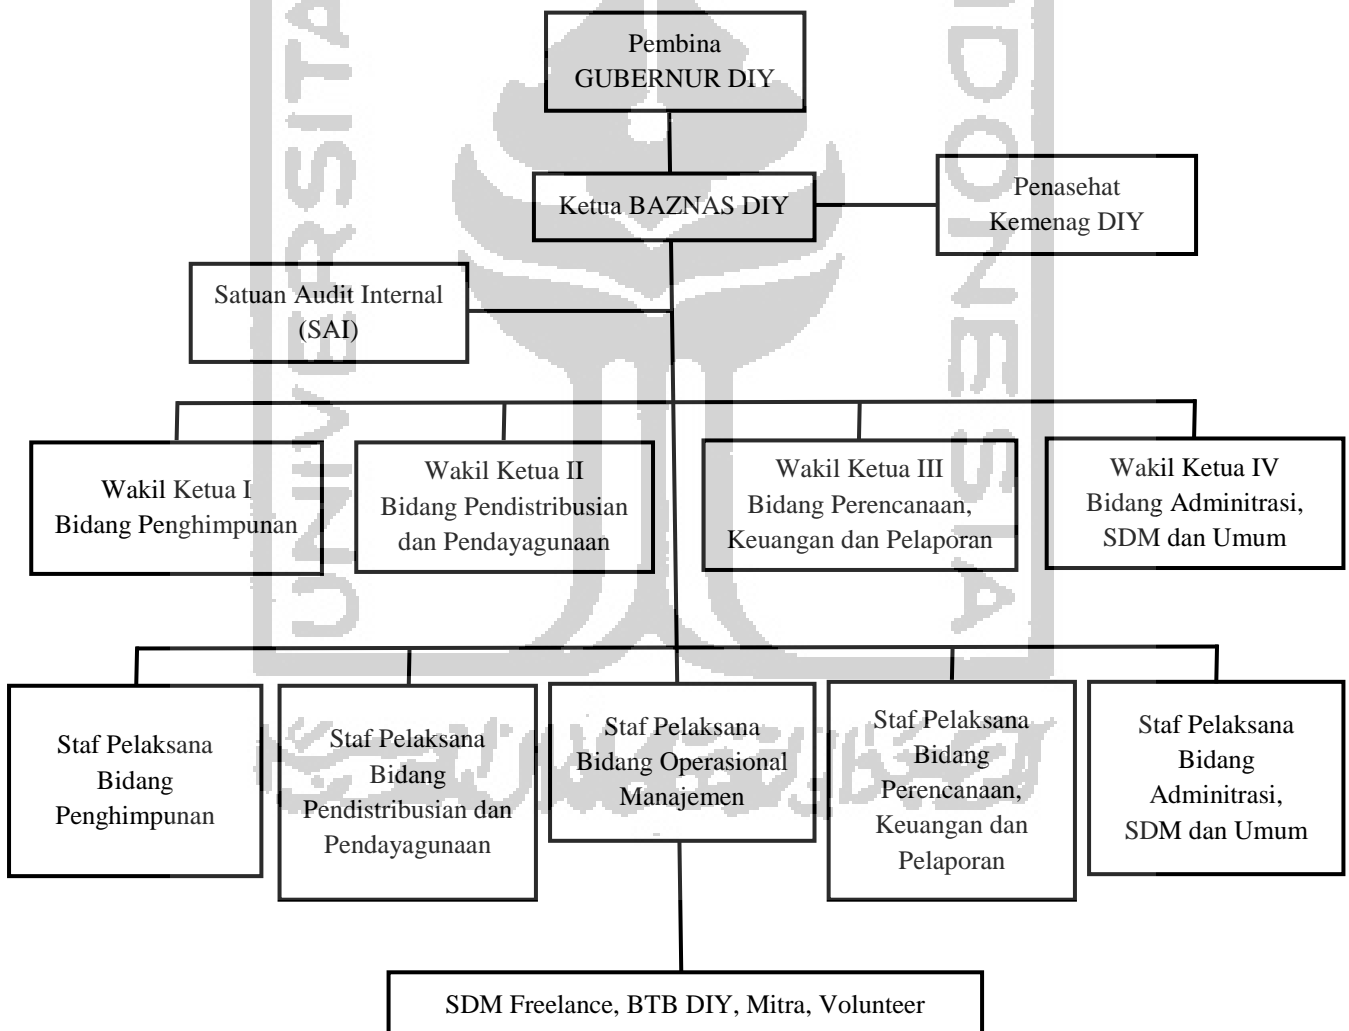 Pembina
GUBERNUR DIY
Ketua BAZNAS DIY
Penasehat
Kemenag DIY
Satuan Audit Internal
(SAI)
Wakil Ketua I
Bidang Penghimpunan
Wakil Ketua II
Bidang Pendistribusian
dan Pendayagunaan
Wakil Ketua III
Bidang Perencanaan,
Keuangan dan Pelaporan
Wakil Ketua IV
Bidang Adminitrasi,
SDM dan Umum
Staf Pelaksana
Bidang
Penghimpunan
Staf Pelaksana
Bidang
Pendistribusian dan
Pendayagunaan
Staf Pelaksana
Bidang Operasional
Manajemen
Staf Pelaksana
Bidang
Perencanaan,
Keuangan dan
Pelaporan
Staf Pelaksana
Bidang
Adminitrasi,
SDM dan Umum
SDM Freelance, BTB DIY, Mitra, Volunteer
UNIVERSITA
DONESIA